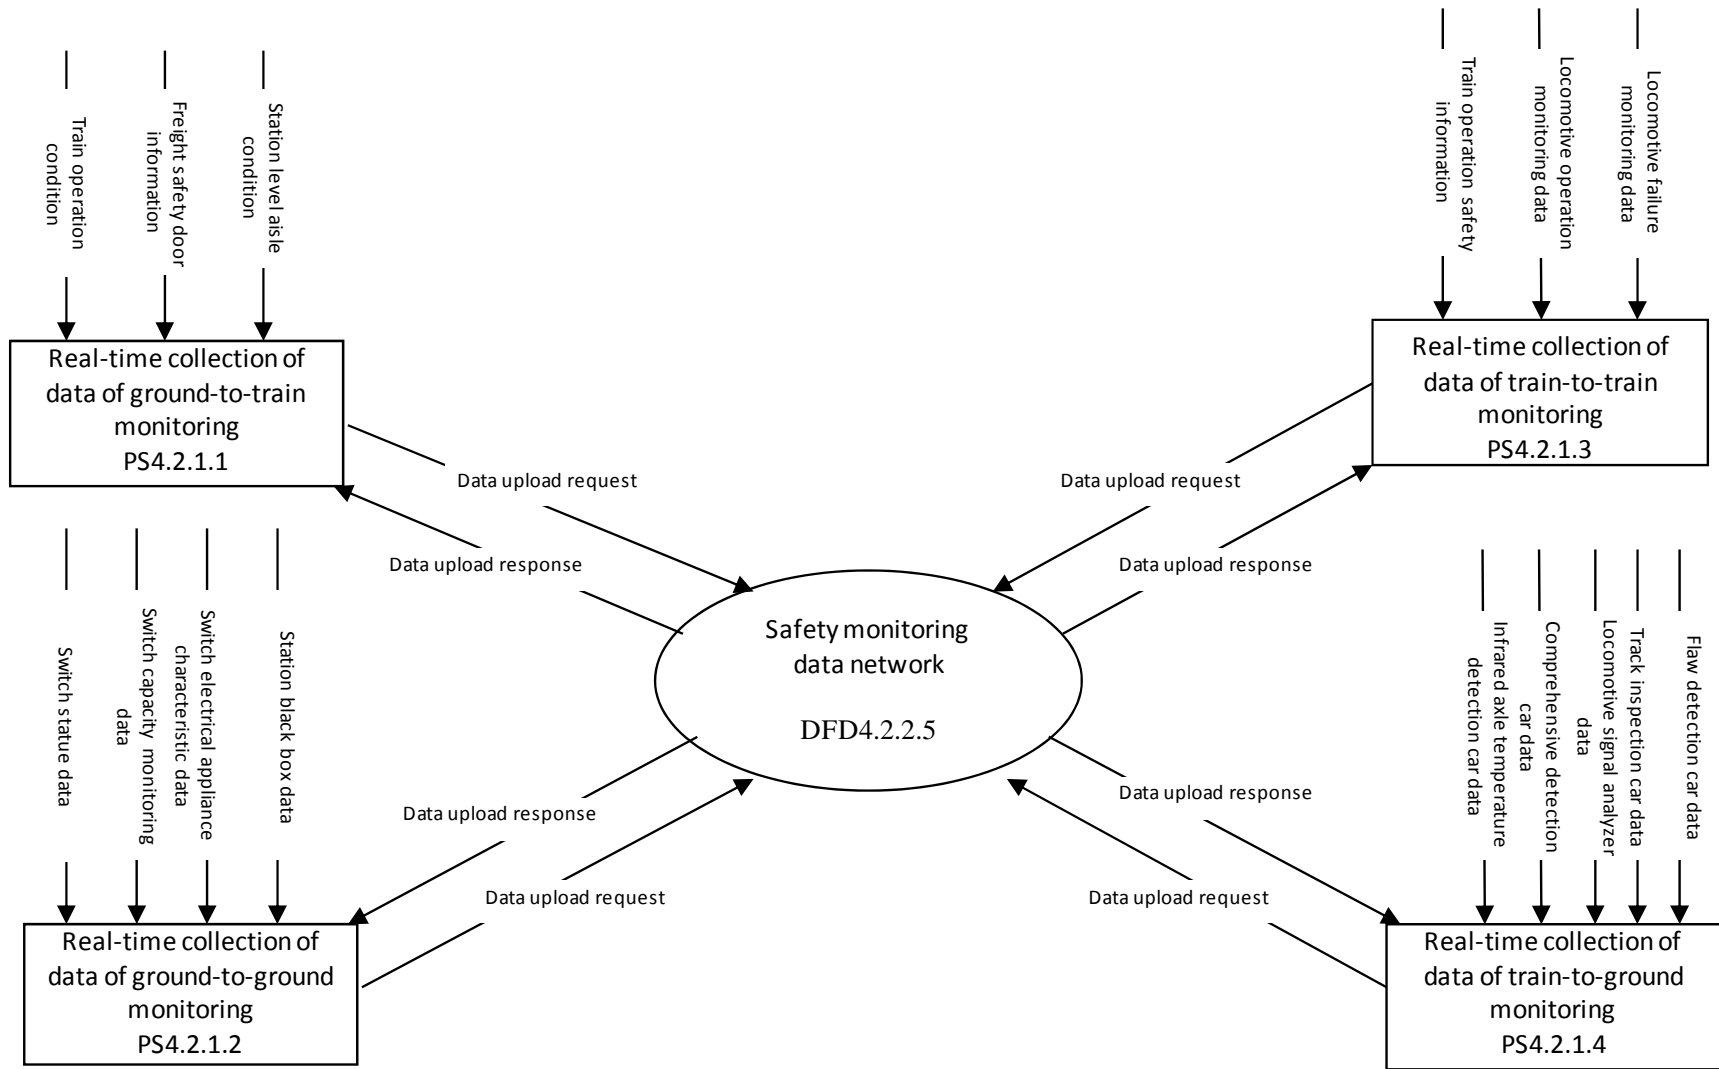 Train operation
condition
Freight safety door
information
Station level aisle
condition
Train operation safety
information
Locomotive operation
monitoring data
Locomotive failure
monitoring data
Real-time collection of
data of ground-to-train
monitoring
PS4.2.1.1
Real-time collection of
data of train-to-train
monitoring
PS4.2.1.3
Data upload request
Data upload response
Data upload request
Data upload response
Safety monitoring
data network
DFD4.2.2.5
Switch statue data
Switch capacity monitoring
data
Switch electrical appliance
characteristic data
Station black box data
Infrared axle temperature
detection car data
Comprehensive detection
car data
Locomotive signal analyzer
data
Track inspection car data
Flaw detection car data
Data upload response
Data upload request
Data upload response
Data upload request
Real-time collection of
data of ground-to-ground
monitoring
PS4.2.1.2
Real-time collection of
data of train-to-ground
monitoring
PS4.2.1.4